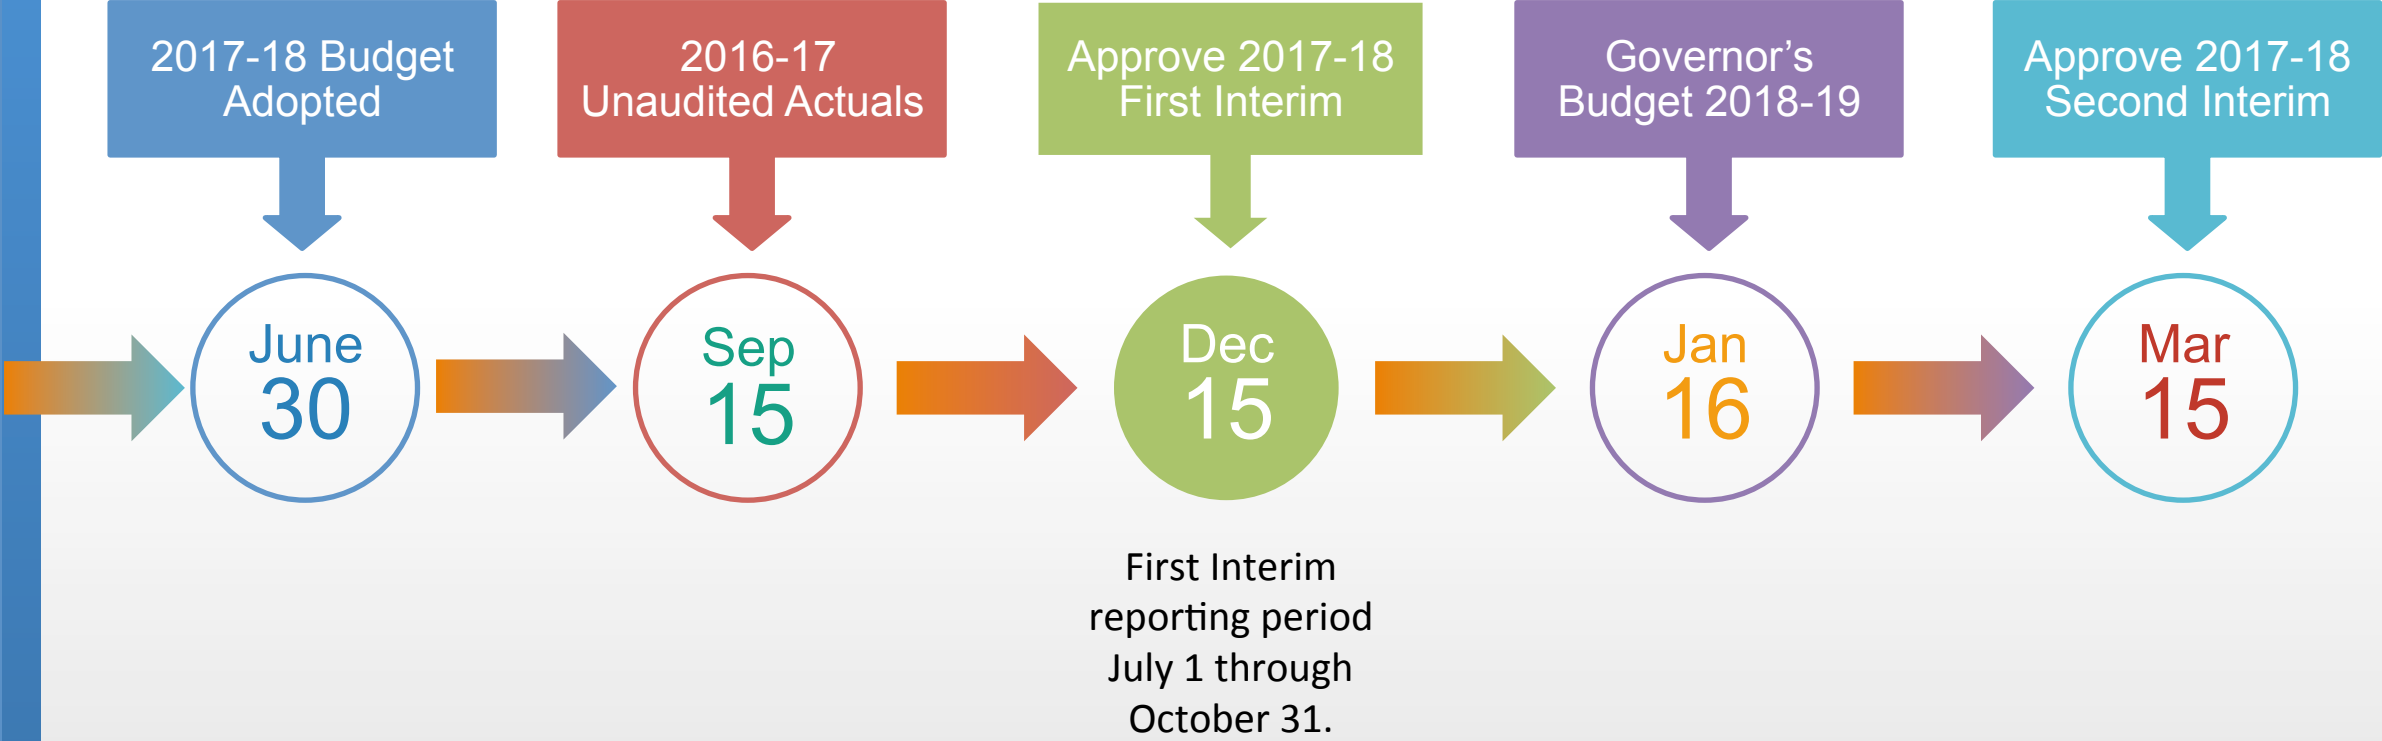 2017-18 Budget
Adopted
2016-17
Unaudited Actuals
Approve 2017-18
First Interim
Governor’s
Budget 2018-19
Approve 2017-18
Second Interim
June
30
Sep
15
Dec
15
Jan
16
Mar
15
First Interim
reporting period
July 1 through
October 31.